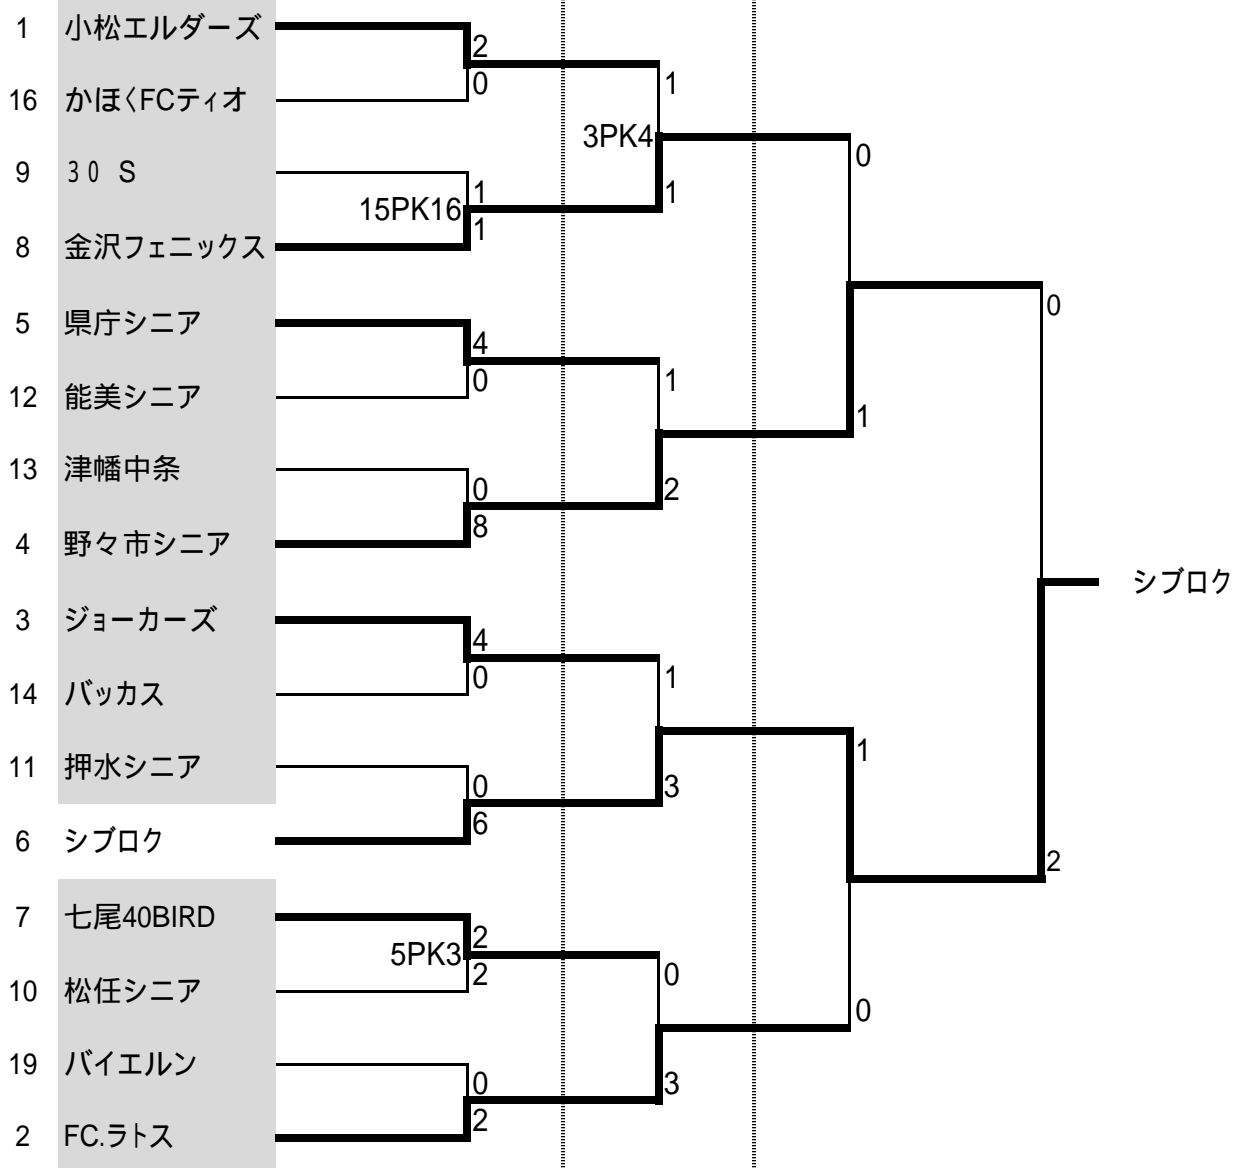 1 小松エルダーズ
2
0
16 かほくFCティオ
1
3PK4
0
9 30 S
1
15PK16
1
1
8 金沢フェニックス
0
5 県庁シニア
4
0
1
12 能美シニア
1
13 津幡中条
0
2
8
4 野々市シニア
シブロク
3 ジョーカーズ
4
0
1
14 バッカス
1
11 押水シニア
0
3
6
6 シブロク
2
7 七尾40BIRD
2
5PK3
2
0
10 松任シニア
0
19 バイエルン
0
3
2
2 FC.ラトス